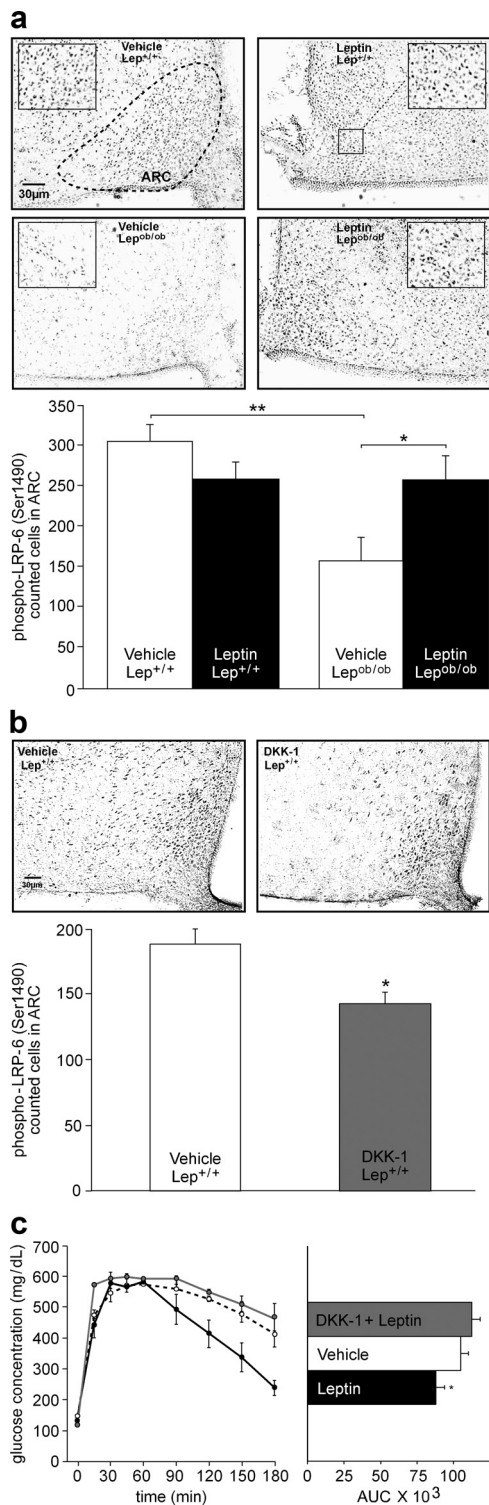 a
Vehicle
Lep+/+
ARC
30µm
Leptin
Lep+/+
Vehicle
Lepob/ob
Leptin
Lepob/ob
phospho-LRP-6 (Ser1490)
counted cells in ARC
350
300
250
200
150
100
50
0
**
*
Vehicle
Lep+/+
Leptin
Lep+/+
Vehicle
Lepob/ob
Leptin
Lepob/ob
b
Vehicle
Lep+/+
30µm
DKK-1
Lep+/+
phospho-LRP-6 (Ser1490)
counted cells in ARC
200
150
100
50
0
*
Vehicle
Lep+/+
DKK-1
Lep+/+
c
glucose concentration (mg/dL)
700
600
500
400
300
200
100
0
0 30 60 90 120 150 180
time (min)
DKK-1+ Leptin
Vehicle
Leptin
*
0 25 50 75 100
AUC X 10³